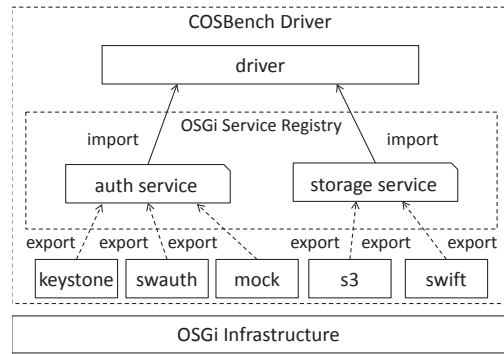 COSBench Driver
driver
OSGi Service Registry
import import
auth service storage service
export export export export export export
keystone swauth mock s3 swift
OSGi Infrastructure